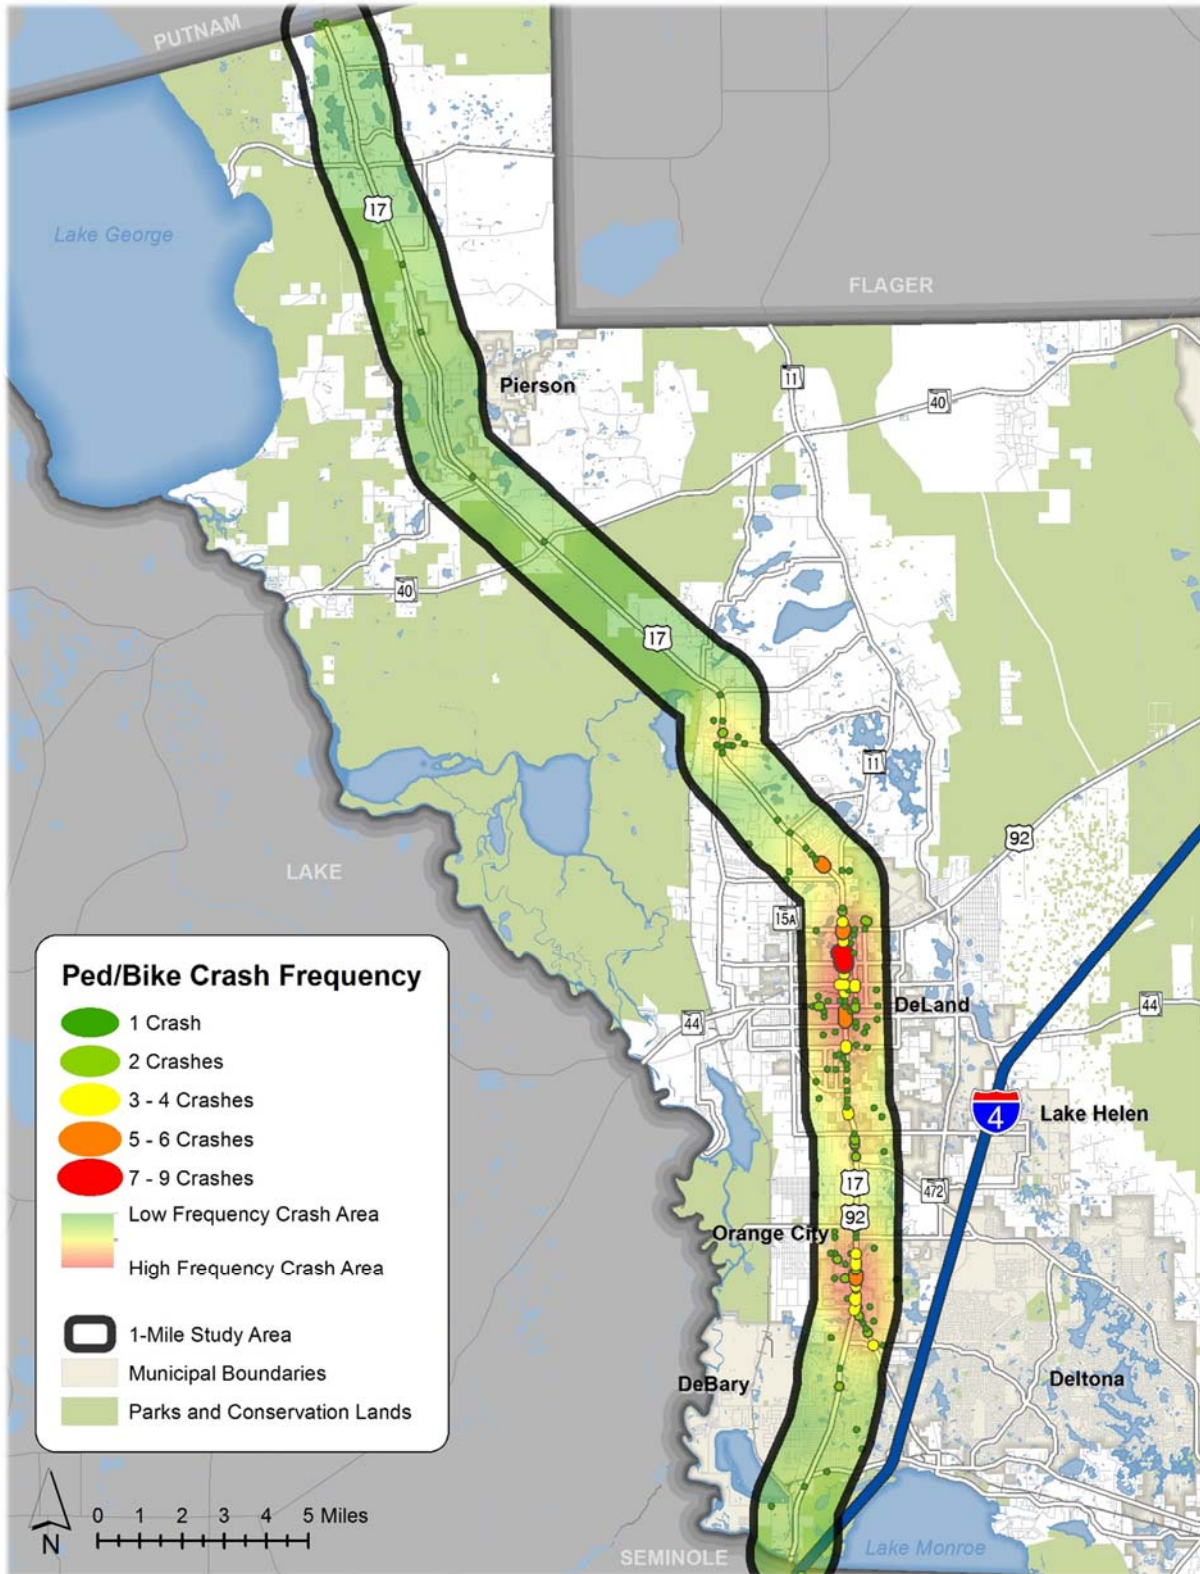 PUTNAM
17
Lake George
FLAGER
Pierson
11
40
40
17
11
92
LAKE
15A
DeLand
44
44
4
Lake Helen
17
472
92
Orange City
DeBary
Deltona
Ped/Bike Crash Frequency
1 Crash
2 Crashes
3 - 4 Crashes
5 - 6 Crashes
7 - 9 Crashes
Low Frequency Crash Area
High Frequency Crash Area
1-Mile Study Area
Municipal Boundaries
Parks and Conservation Lands
N
0 1 2 3 4 5 Miles
SEMINOLE
Lake Monroe